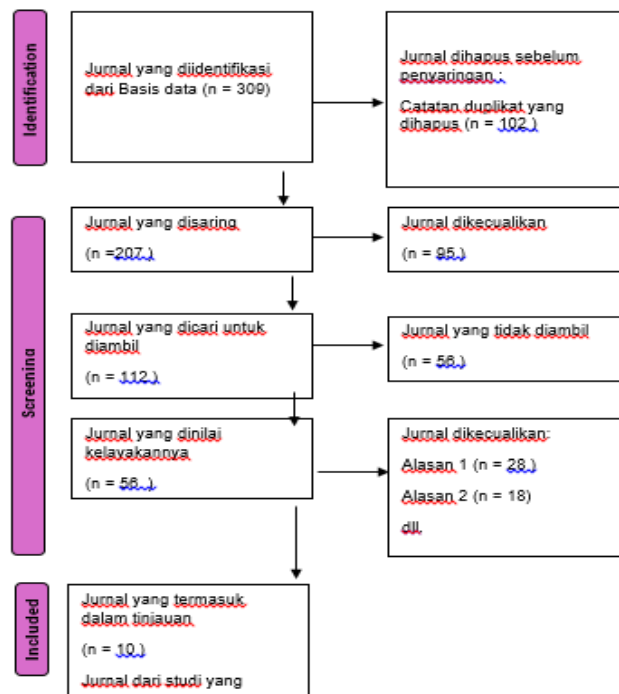 Identification
Jurnal yang diidentifikasi
dari Basis data (n = 309)
Jurnal dihapus sebelum
penyaringan :
Catatan duplikat yang
dihapus (n = 102 )
Screening
Jurnal yang disaring
(n =207 )
Jurnal dikecualikan
(n = 95 )
Jurnal yang dicari untuk
diambil
(n = 112 )
Jurnal yang tidak diambil
(n = 56 )
Jurnal yang dinilai
kelayakannya
(n = 56 )
Jurnal dikecualikan:
Alasan 1 (n = 28 )
Alasan 2 (n = 18)
dll.
Included
Jurnal yang termasuk
dalam tinjauan
(n = 10 )
Jurnal dari studi yang